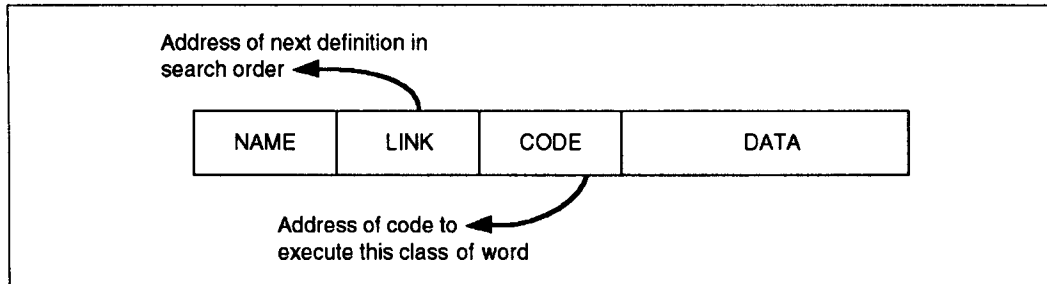 Address of next definition in
search order
NAME LINK CODE DATA
Address of code to
execute this class of word